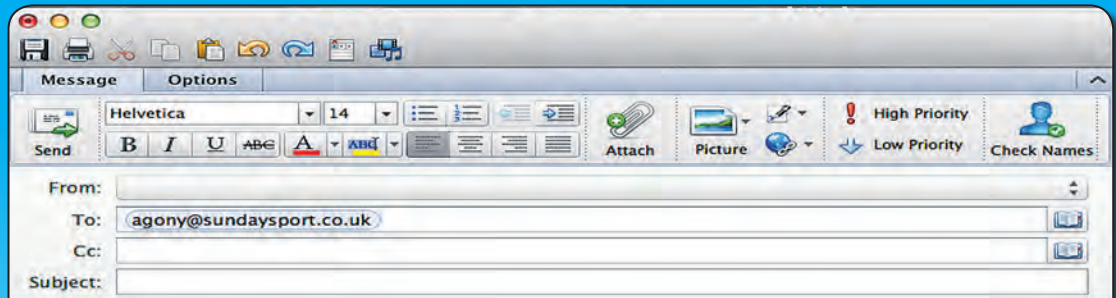 Message Options
Helvetica 14
High Priority
B I U ABC A ABC
Send Attach Picture Low Priority Check Names
From:
To: agony@sundaysport.co.uk
Cc:
Subject: